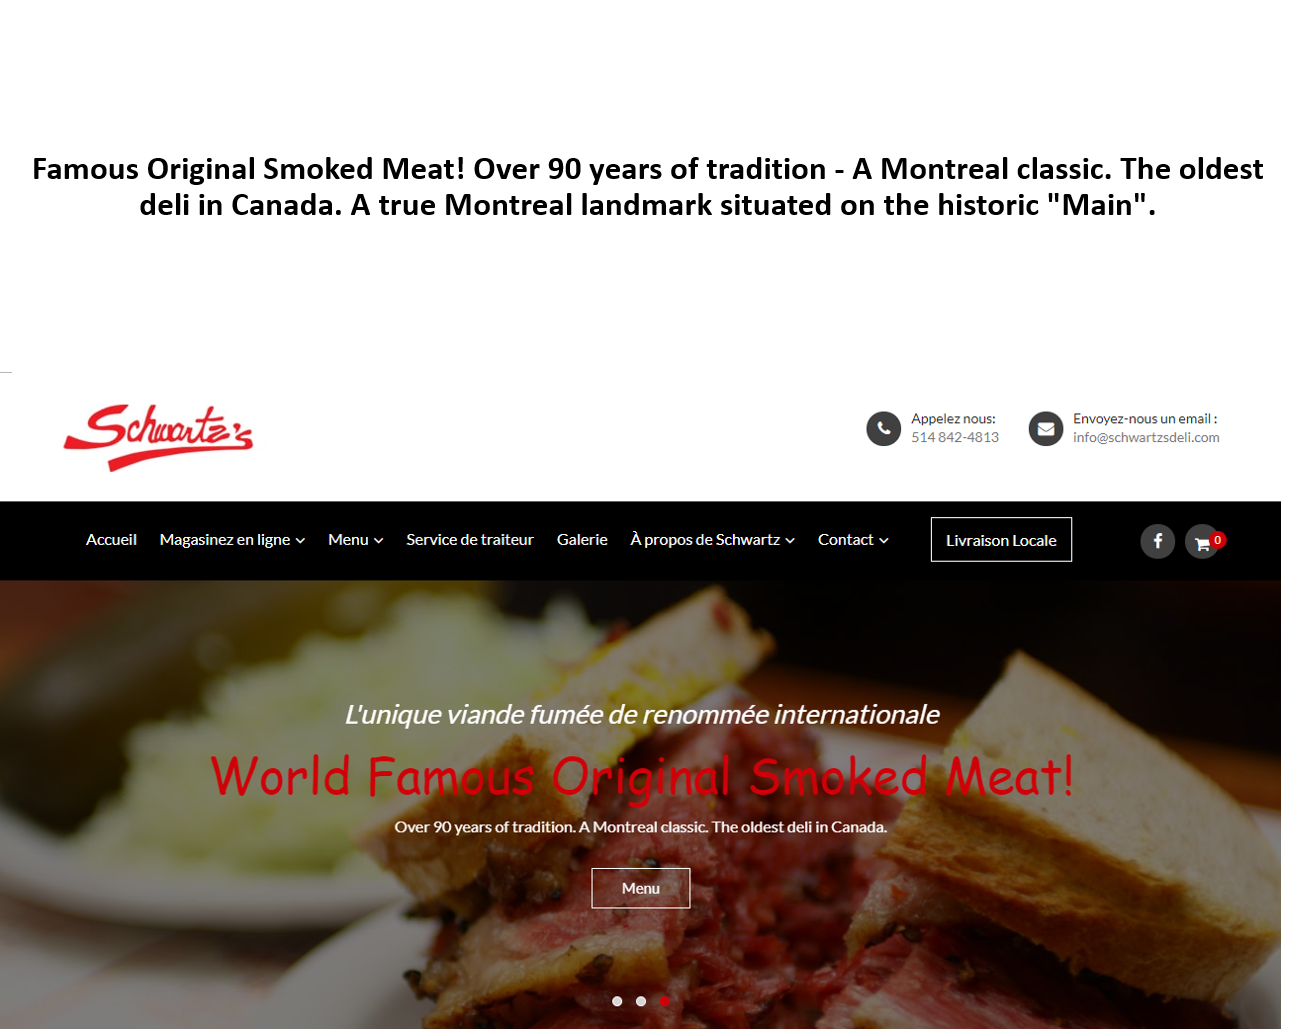 Famous Original Smoked Meat! Over 90 years of tradition - A Montreal classic. The oldest
deli in Canada. A true Montreal landmark situated on the historic "Main".
Schwartz's
Appelez nous:
514 842-4813
Envoyez-nous un email :
info@schwartzsdeli.com
Accueil Magasinez en ligne Menu Service de traiteur Galerie À propos de Schwartz Contact Livraison Locale 0
L'unique viande fumée de renommée internationale
World Famous Original Smoked Meat!
Over 90 years of tradition. A Montreal classic. The oldest deli in Canada.
Menu